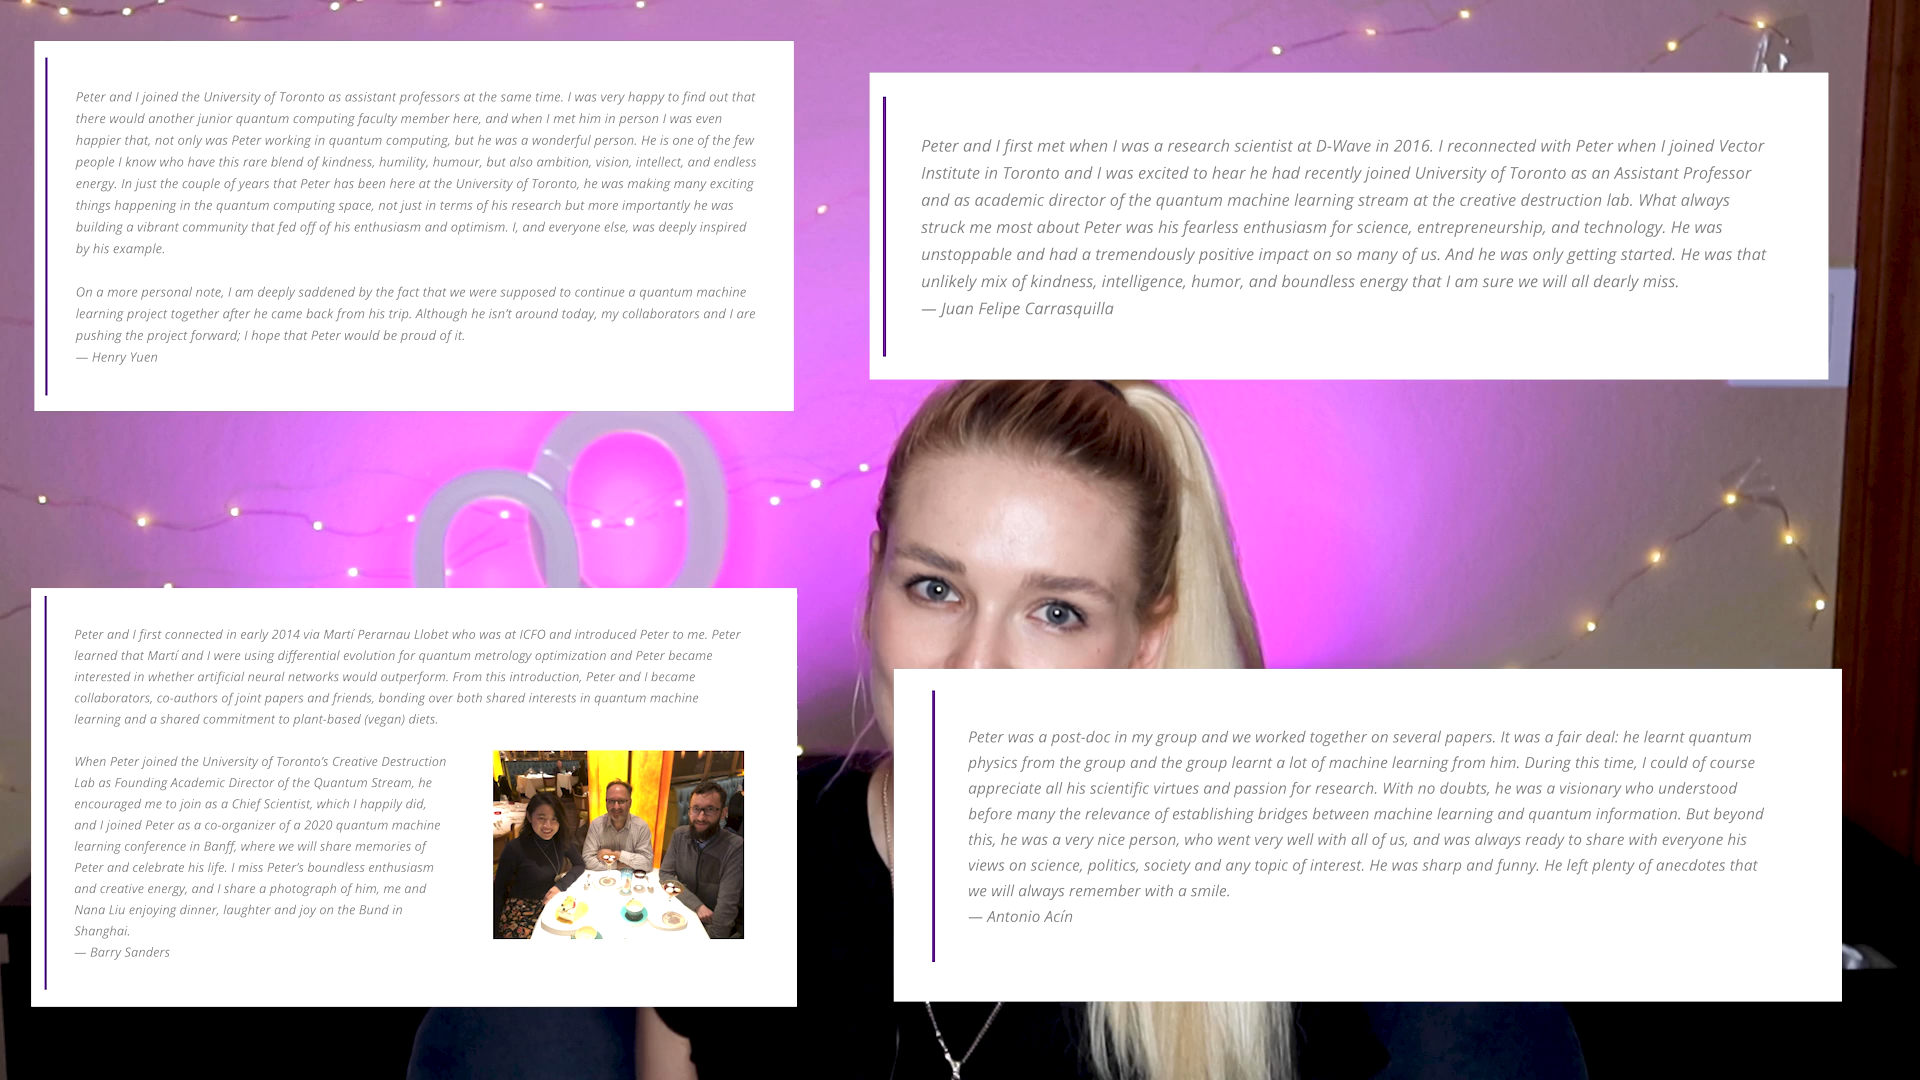 Peter and I joined the University of Toronto as assistant professors at the same time. I was very happy to find out that
there would another junior quantum computing faculty member here, and when I met him in person I was even
happier that, not only was Peter working in quantum computing, but he was a wonderful person. He is one of the few
people I know who have this rare blend of kindness, humility, humour, but also ambition, vision, intellect, and endless
energy. In just the couple of years that Peter has been here at the University of Toronto, he was making many exciting
things happening in the quantum computing space, not just in terms of his research but more importantly he was
building a vibrant community that fed off of his enthusiasm and optimism. I, and everyone else, was deeply inspired
by his example.
On a more personal note, I am deeply saddened by the fact that we were supposed to continue a quantum machine
learning project together after he came back from his trip. Although he isn't around today, my collaborators and I are
pushing the project forward; I hope that Peter would be proud of it.
— Henry Yuen
Peter and I first met when I was a research scientist at D-Wave in 2016. I reconnected with Peter when I joined Vector
Institute in Toronto and I was excited to hear he had recently joined University of Toronto as an Assistant Professor
and as academic director of the quantum machine learning stream at the creative destruction lab. What always
struck me most about Peter was his fearless enthusiasm for science, entrepreneurship, and technology. He was
unstoppable and had a tremendously positive impact on so many of us. And he was only getting started. He was that
unlikely mix of kindness, intelligence, humor, and boundless energy that I am sure we will all dearly miss.
— Juan Felipe Carrasquilla
Peter and I first connected in early 2014 via Martí Perarnau Llobet who was at ICFO and introduced Peter to me. Peter
learned that Martí and I were using differential evolution for quantum metrology optimization and Peter became
interested in whether artificial neural networks would outperform. From this introduction, Peter and I became
collaborators, co-authors of joint papers and friends, bonding over both shared interests in quantum machine
learning and a shared commitment to plant-based (vegan) diets.
When Peter joined the University of Toronto's Creative Destruction
Lab as Founding Academic Director of the Quantum Stream, he
encouraged me to join as a Chief Scientist, which I happily did,
and I joined Peter as a co-organizer of a 2020 quantum machine
learning conference in Banff, where we will share memories of
Peter and celebrate his life. I miss Peter's boundless enthusiasm
and creative energy, and I share a photograph of him, me and
Nana Liu enjoying dinner, laughter and joy on the Bund in
Shanghai.
— Barry Sanders
Peter was a post-doc in my group and we worked together on several papers. It was a fair deal: he learnt quantum
physics from the group and the group learnt a lot of machine learning from him. During this time, I could of course
appreciate all his scientific virtues and passion for research. With no doubts, he was a visionary who understood
before many the relevance of establishing bridges between machine learning and quantum information. But beyond
this, he was a very nice person, who went very well with all of us, and was always ready to share with everyone his
views on science, politics, society and any topic of interest. He was sharp and funny. He left plenty of anecdotes that
we will always remember with a smile.
— Antonio Acín